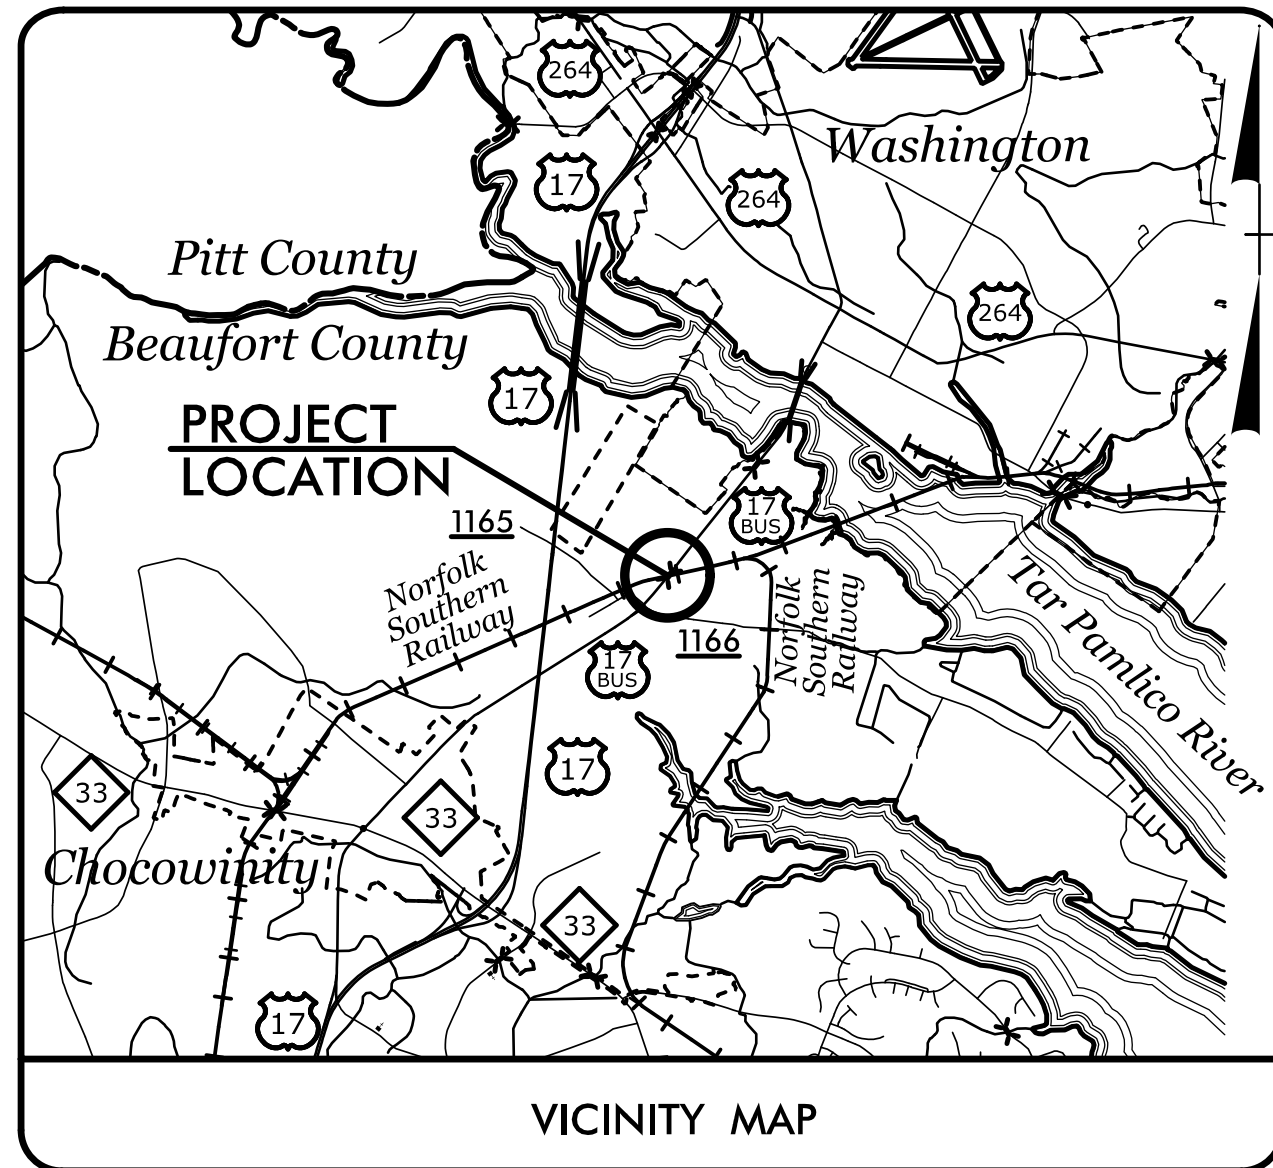 264
Washington
17
264
Pitt County
264
Beaufort County
17
PROJECT
LOCATION
17
BUS
1165
Norfolk
Southern
Railway
Norfolk
Southern
Railway
Tar Pamlico River
1166
17
BUS
17
33
33
Chocowinity
33
17
VICINITY MAP